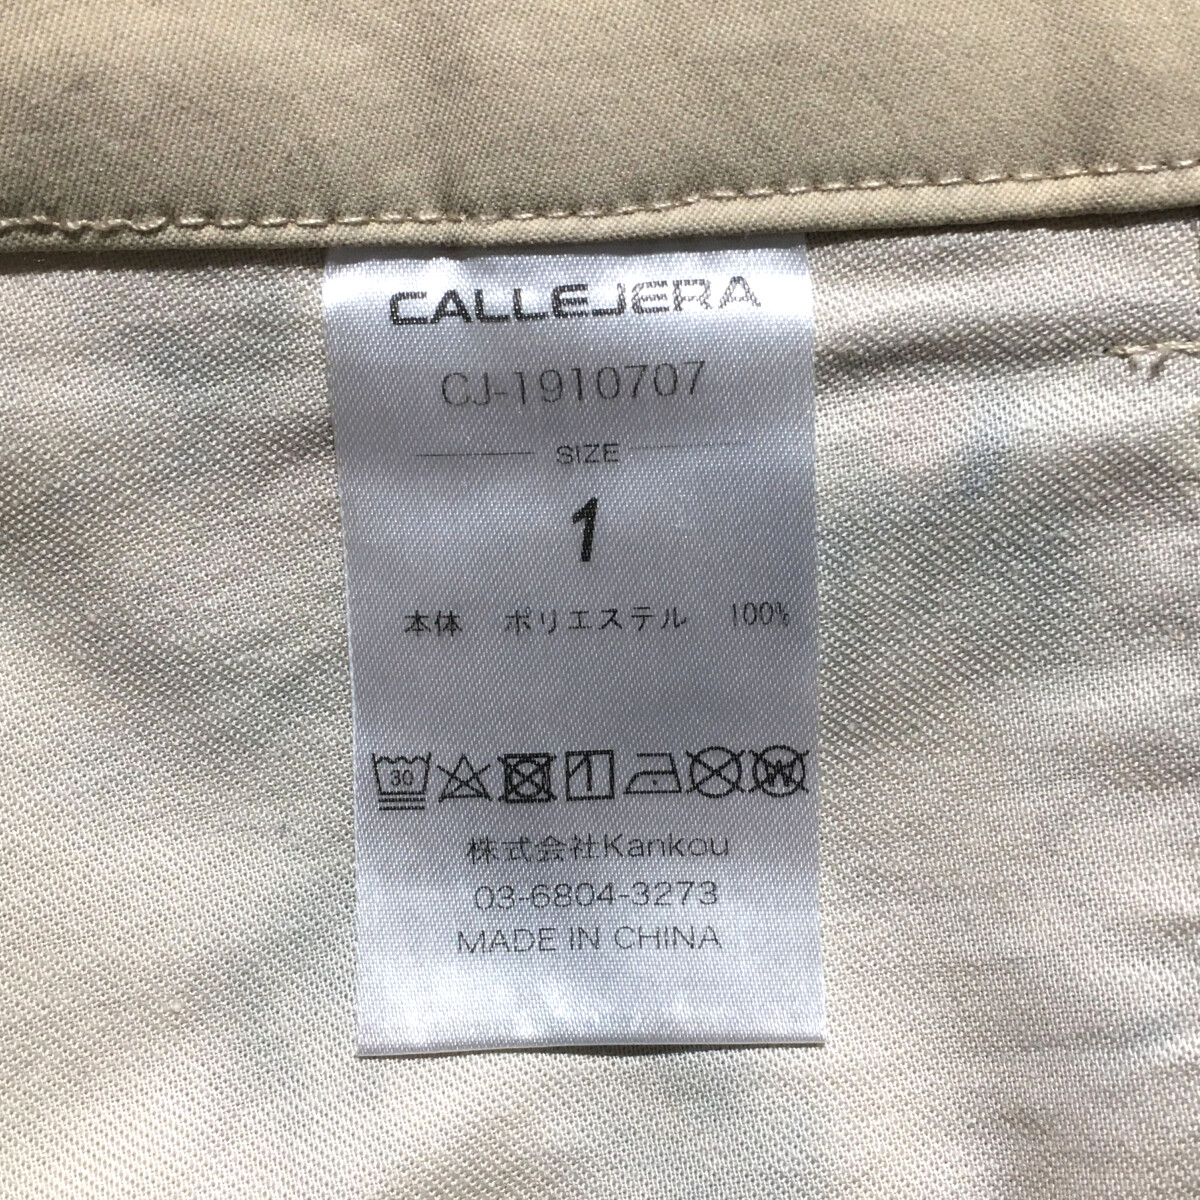 CALLEJERA
CJ-1910707
SIZE
1
本体 ポリエステル 100%
30 W
株式会社Kankou
03-6804-3273
MADE IN CHINA